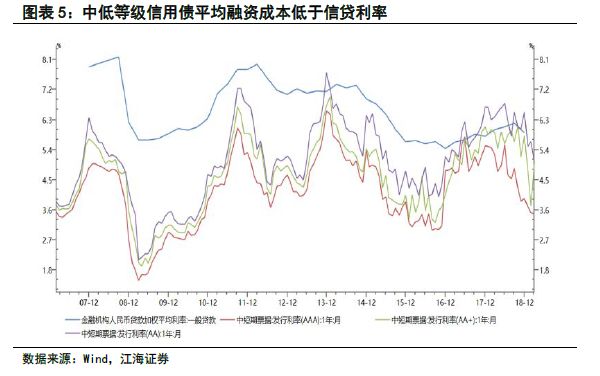 图表5：中低等级信用债平均融资成本低于信贷利率
% %
8.1 8.1
7.2 7.2
6.3 6.3
5.4 5.4
4.5 4.5
3.6 3.6
2.7 2.7
1.8 1.8
07-12 08-12 09-12 10-12 11-12 12-12 13-12 14-12 15-12 16-12 17-12 18-12
金融机构人民币贷款加权平均利率:一般贷款 中短期票据:发行利率(AAA):1年:月 中短期票据:发行利率(AA+):1年:月
中短期票据:发行利率(AA):1年:月
数据来源：Wind，江海证券